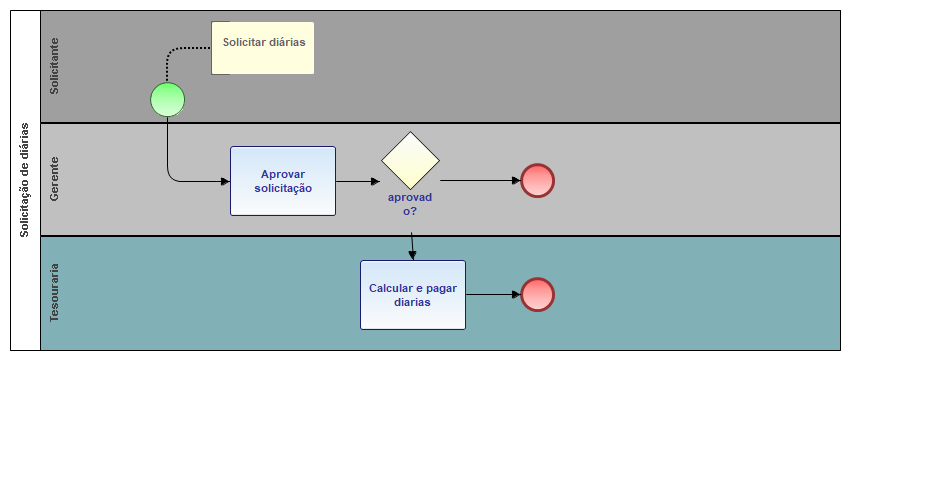 Solicitação de diárias
Solicitante
Solicitar diárias
Gerente
Aprovar
solicitação
aprovad
o?
Tesouraria
Calcular e pagar
diarias